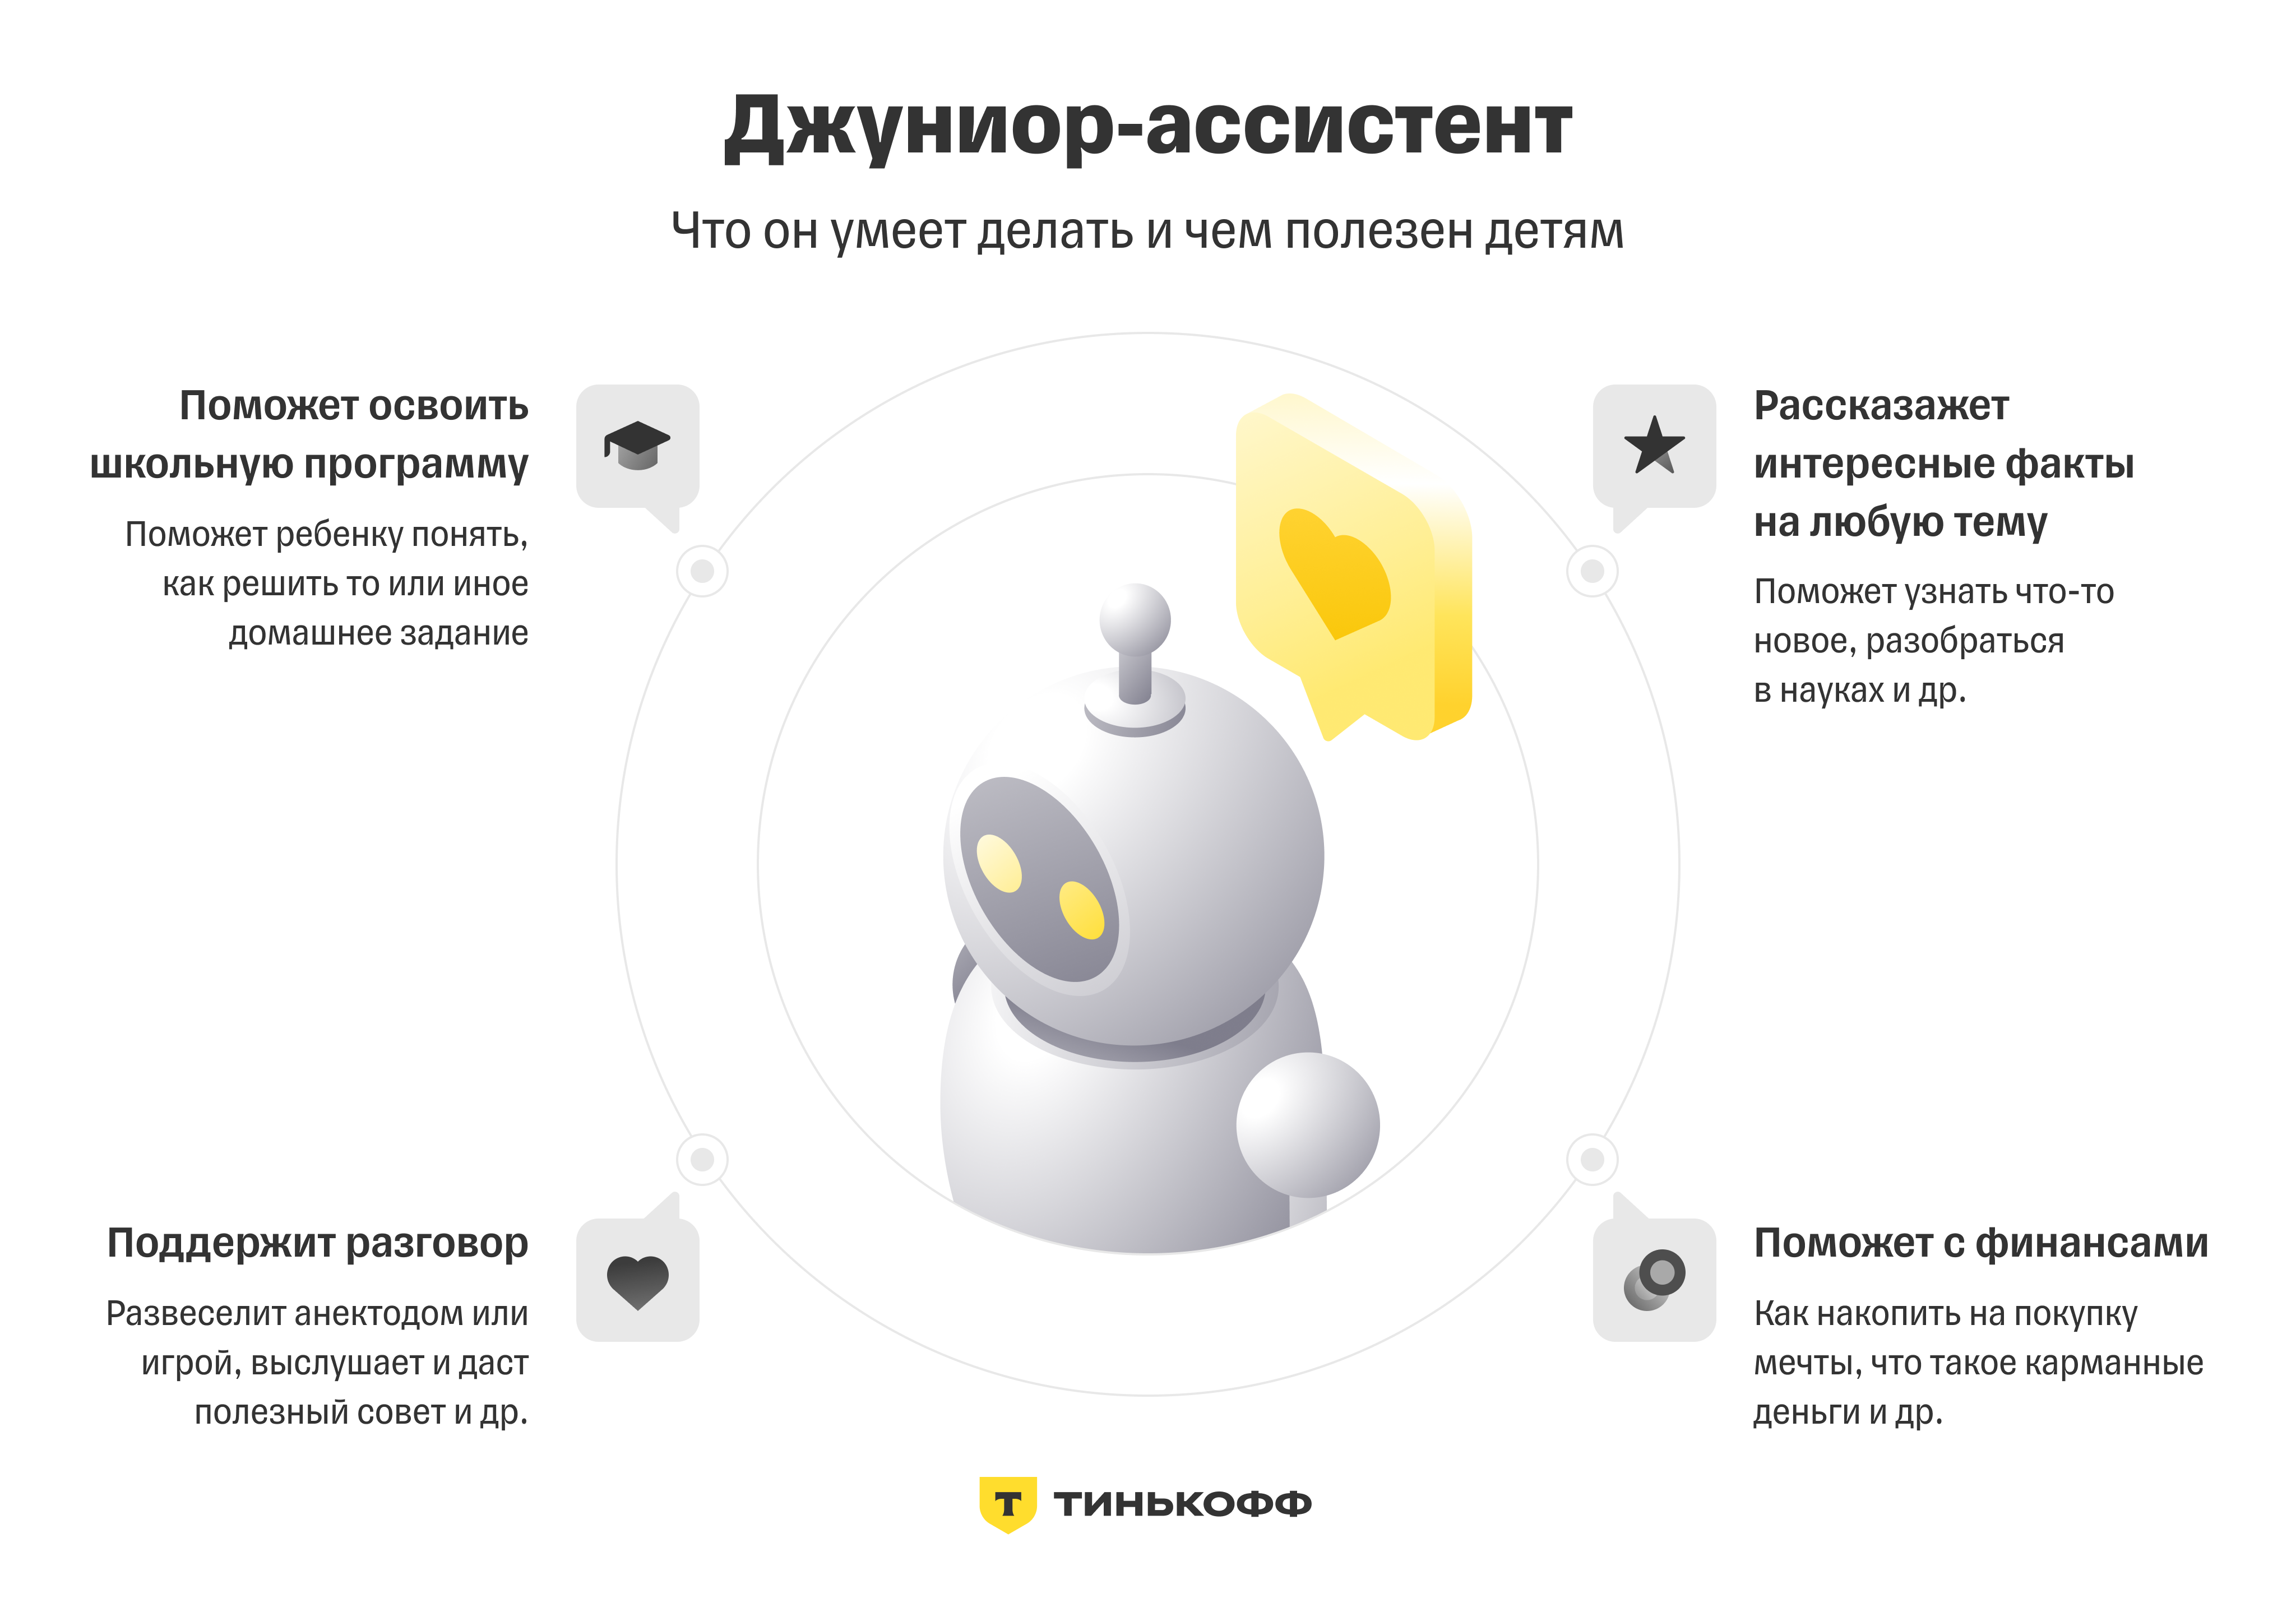 Джуниор-ассистент
Что он умеет делать и чем полезен детям
Поможет освоить
школьную программу
Поможет ребенку понять,
как решить то или иное
домашнее задание
Рассказажет
интересные факты
на любую тему
Поможет узнать что-то
новое, разобраться
в науках и др.
Поддержит разговор
Развеселит анектодом или
игрой, выслушает и даст
полезный совет и др.
Поможет с финансами
Как накопить на покупку
мечты, что такое карманные
деньги и др.
Т ТИНЬКОФФ